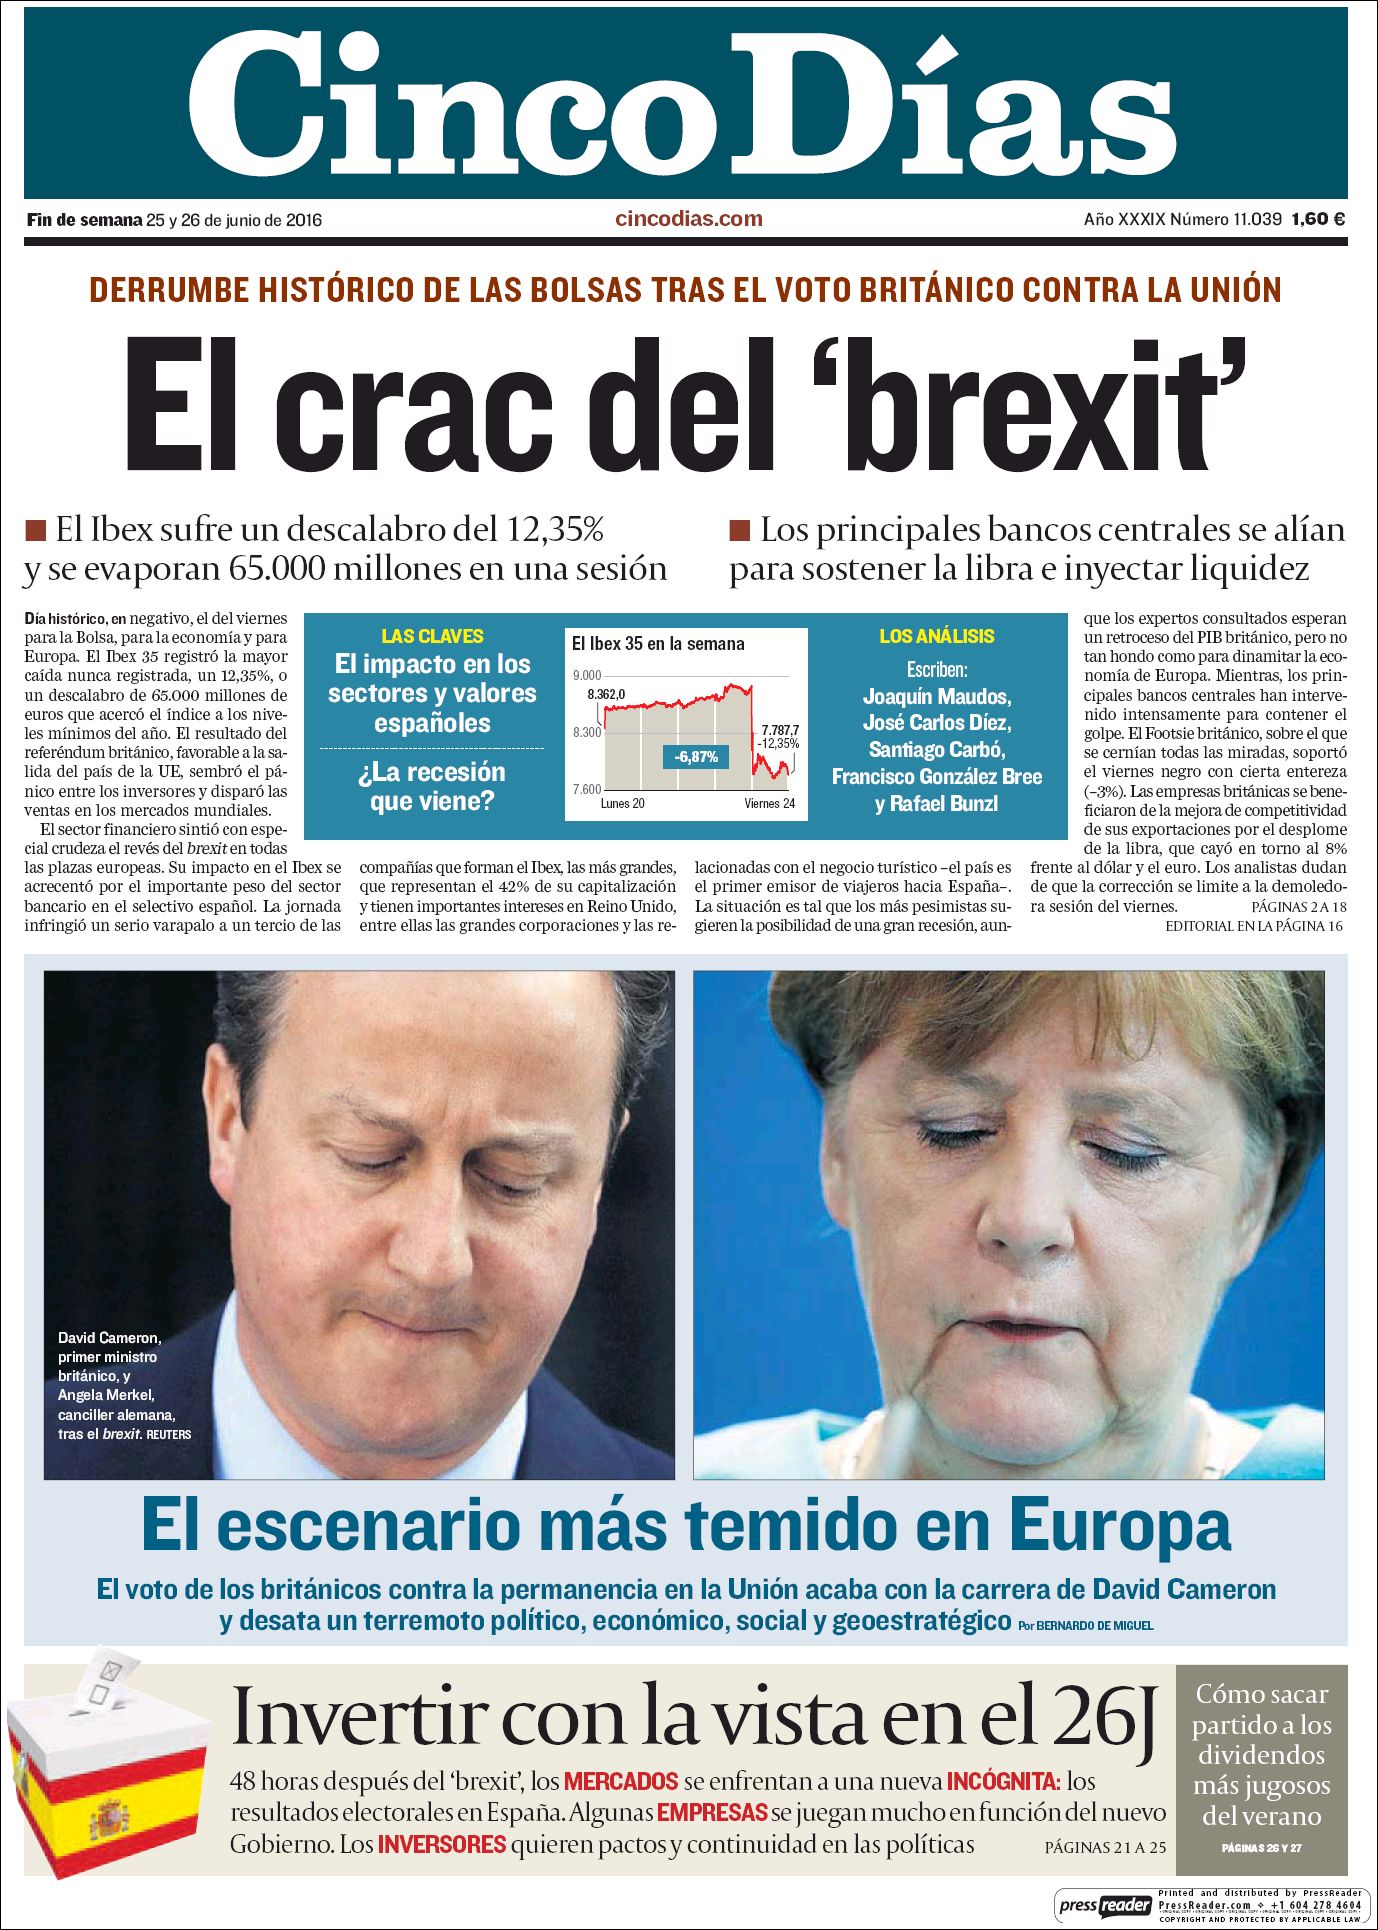 Cinco Días
Fin de semana 25 y 26 de junio de 2016
cincodias.com
Año XXXIX Número 11.039 1,60 €
DERRUMBE HISTÓRICO DE LAS BOLSAS TRAS EL VOTO BRITÁNICO CONTRA LA UNIÓN
El crac del ‘brexit’
■ El Ibex sufre un descalabro del 12,35%
y se evaporan 65.000 millones en una sesión
■ Los principales bancos centrales se alían
para sostener la libra e inyectar liquidez
Día histórico, en negativo, el del viernes
para la Bolsa, para la economía y para
Europa. El Ibex 35 registró la mayor
caída nunca registrada, un 12,35%, o
un descalabro de 65.000 millones de
euros que acercó el índice a los nive-
les mínimos del año. El resultado del
referéndum británico, favorable a la sa-
lida del país de la UE, sembró el pá-
nico entre los inversores y disparó las
ventas en los mercados mundiales.
El sector financiero sintió con espe-
cial crudeza el revés del brexit en todas
las plazas europeas. Su impacto en el Ibex se
acrecentó por el importante peso del sector
bancario en el selectivo español. La jornada
infringió un serio varapalo a un tercio de las
compañías que forman el Ibex, las más grandes,
que representan el 42% de su capitalización
y tienen importantes intereses en Reino Unido,
entre ellas las grandes corporaciones y las re-
lacionadas con el negocio turístico –el país es
el primer emisor de viajeros hacia España–.
La situación es tal que los más pesimistas su-
gieren la posibilidad de una gran recesión, aun-
que los expertos consultados esperan
un retroceso del PIB británico, pero no
tan hondo como para dinamitar la eco-
nomía de Europa. Mientras, los prin-
cipales bancos centrales han interve-
nido intensamente para contener el
golpe. El Footsie británico, sobre el que
se cernían todas las miradas, soportó
el viernes negro con cierta entereza
(–3%). Las empresas británicas se bene-
ficiaron de la mejora de competitividad
de sus exportaciones por el desplome
de la libra, que cayó en torno al 8%
frente al dólar y el euro. Los analistas dudan
de que la corrección se limite a la demoledo-
ra sesión del viernes. PÁGINAS 2 A 18
EDITORIAL EN LA PÁGINA 16
LAS CLAVES
El impacto en los
sectores y valores
españoles
¿La recesión
que viene?
El Ibex 35 en la semana
9.000
8.362,0
8.300
7.787,7
-12,35%
-6,87%
7.600
Lunes 20
Viernes 24
LOS ANÁLISIS
Escriben:
Joaquín Maudos,
José Carlos Díez,
Santiago Carbó,
Francisco González Bree
y Rafael Bunzl
David Cameron,
primer ministro
británico, y
Angela Merkel,
canciller alemana,
tras el brexit. REUTERS
El escenario más temido en Europa
El voto de los británicos contra la permanencia en la Unión acaba con la carrera de David Cameron
y desata un terremoto político, económico, social y geoestratégico Por BERNARDO DE MIGUEL
Invertir con la vista en el 26J
48 horas después del ‘brexit’, los MERCADOS se enfrentan a una nueva INCÓGNITA: los
resultados electorales en España. Algunas EMPRESAS se juegan mucho en función del nuevo
Gobierno. Los INVERSORES quieren pactos y continuidad en las políticas PÁGINAS 21 A 25
Cómo sacar
partido a los
dividendos
más jugosos
del verano
PÁGINAS 26 Y 27
pressreader
Printed and distributed by PressReader
PressReader.com + +1 604 278 4604
COPYRIGHT AND PROTECTED BY APPLICABLE LAW